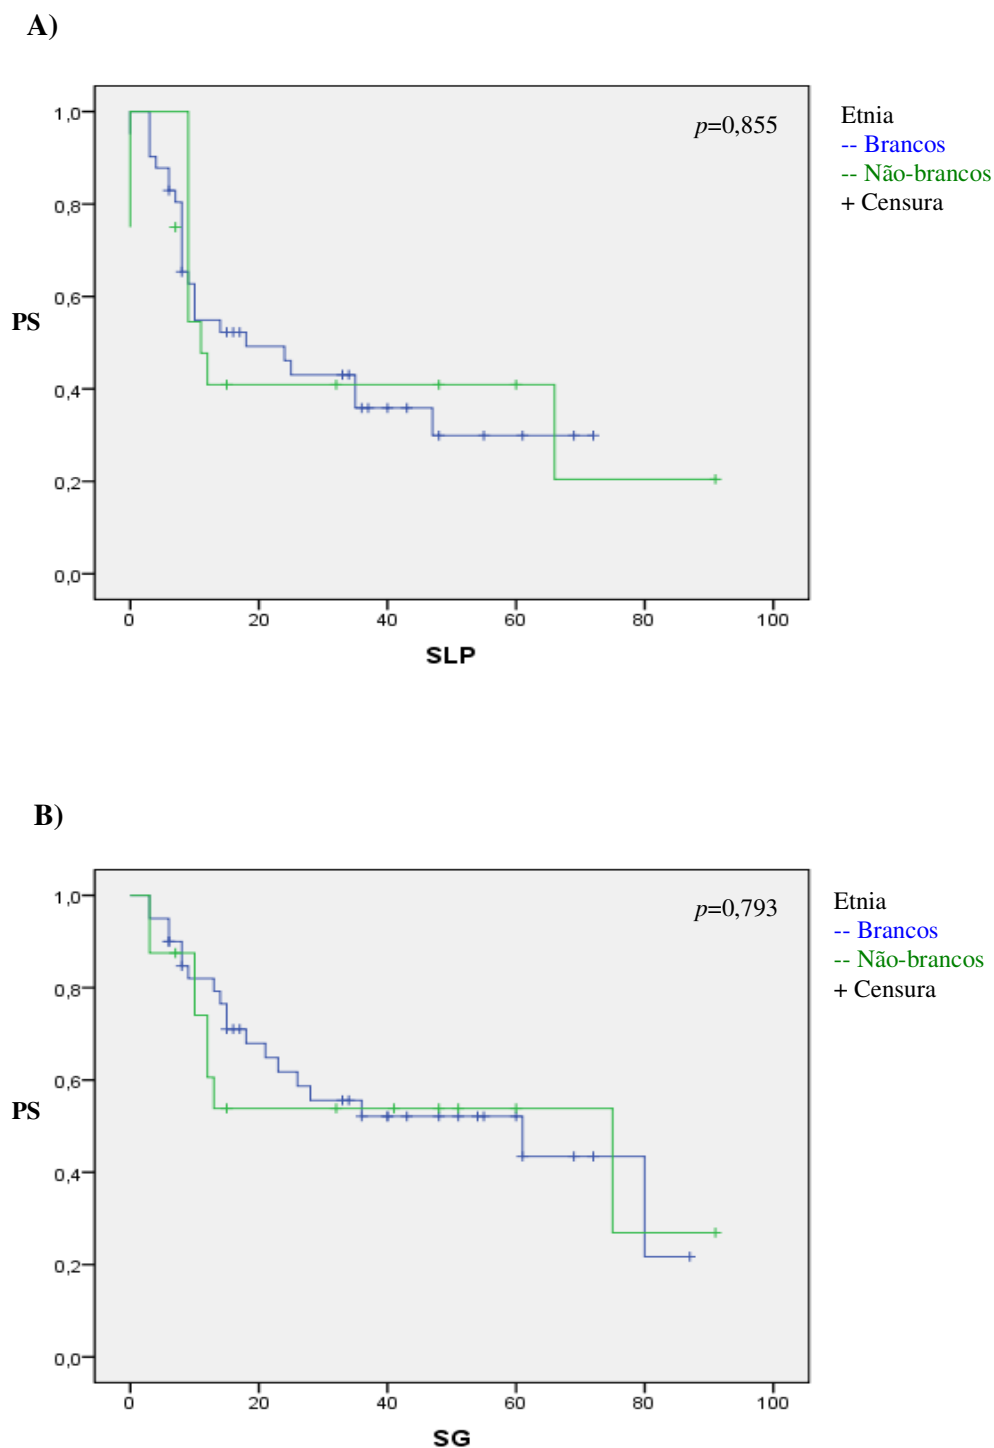 A)
p=0,855
Etnia
-- Brancos
-- Não-brancos
+ Censura
1,0
0,8
0,6
PS
0,4
0,2
0,0
0 20 40 60 80 100
SLP
B)
p=0,793
Etnia
-- Brancos
-- Não-brancos
+ Censura
1,0
0,8
0,6
PS
0,4
0,2
0,0
0 20 40 60 80 100
SG